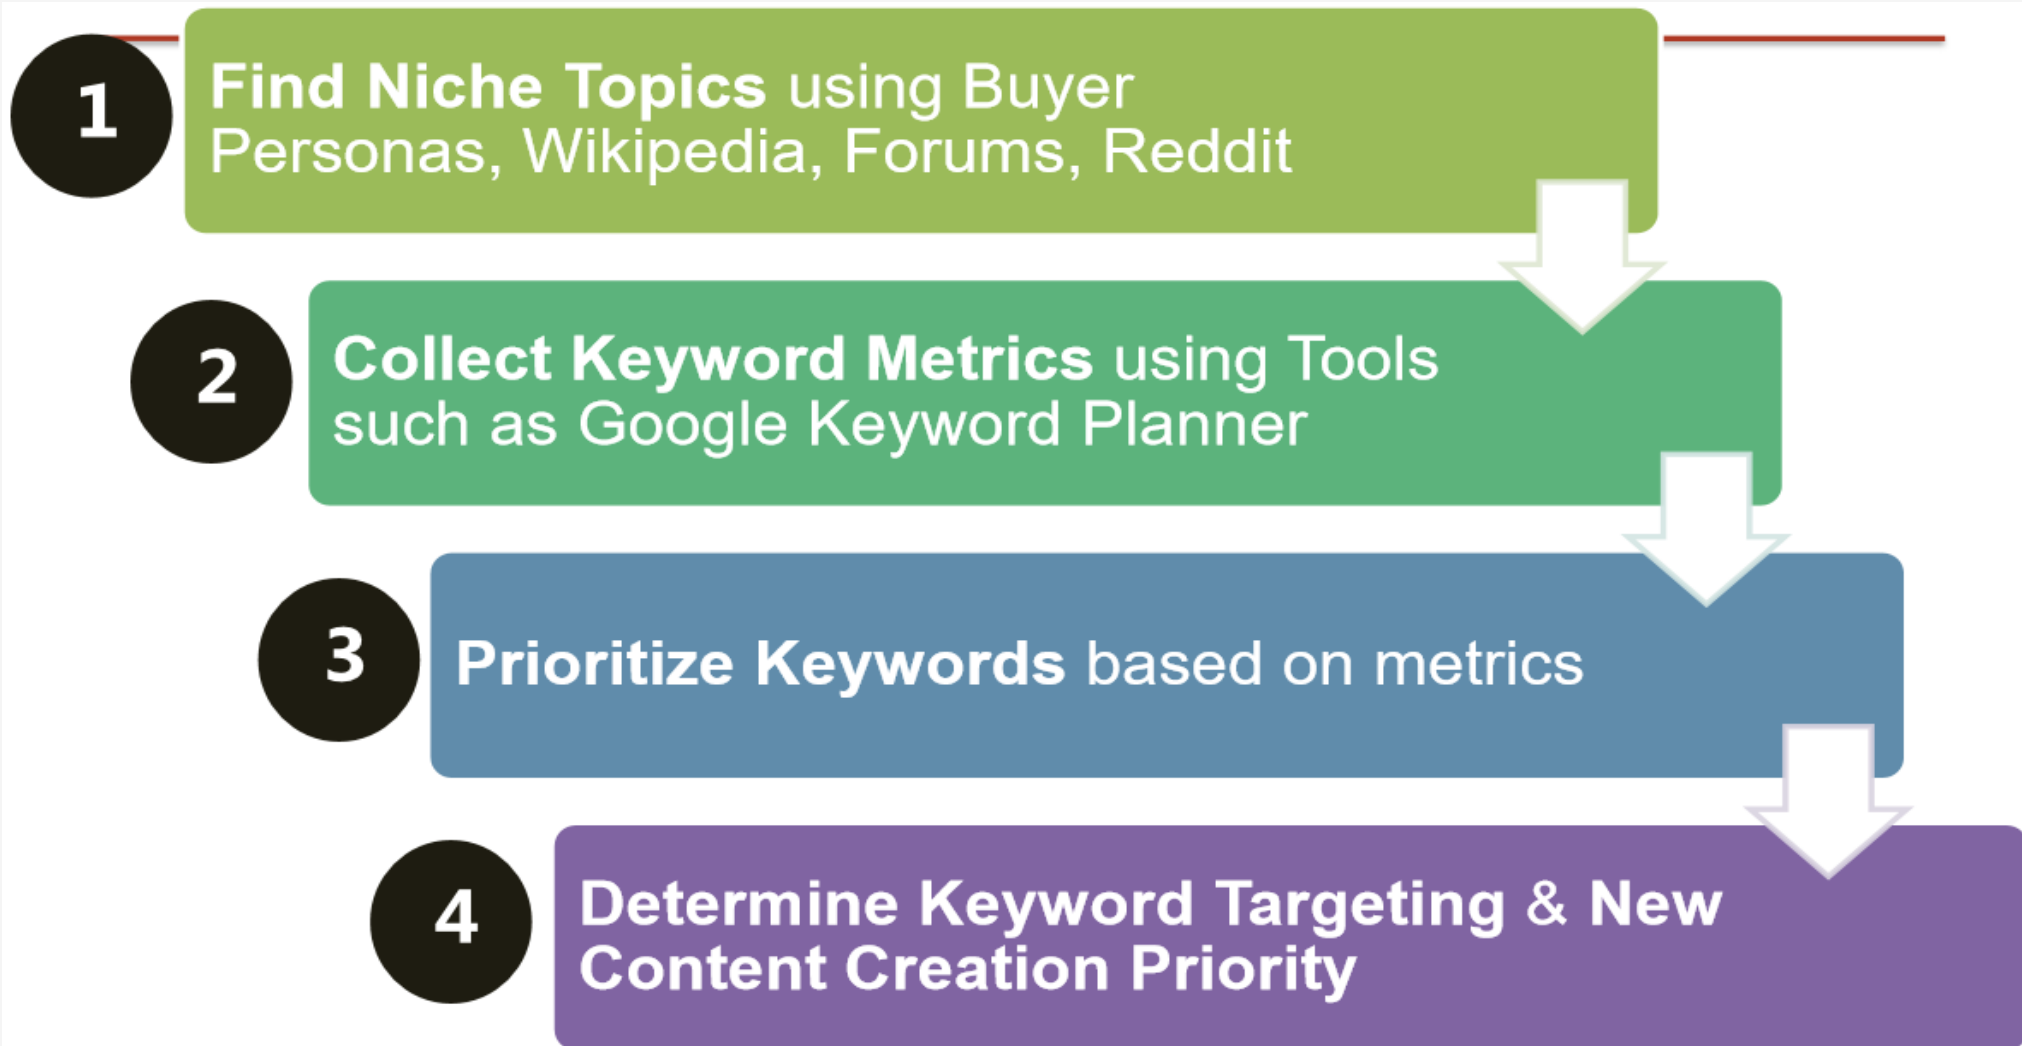 1
Find Niche Topics using Buyer
Personas, Wikipedia, Forums, Reddit
2
Collect Keyword Metrics using Tools
such as Google Keyword Planner
3
Prioritize Keywords based on metrics
4
Determine Keyword Targeting & New
Content Creation Priority